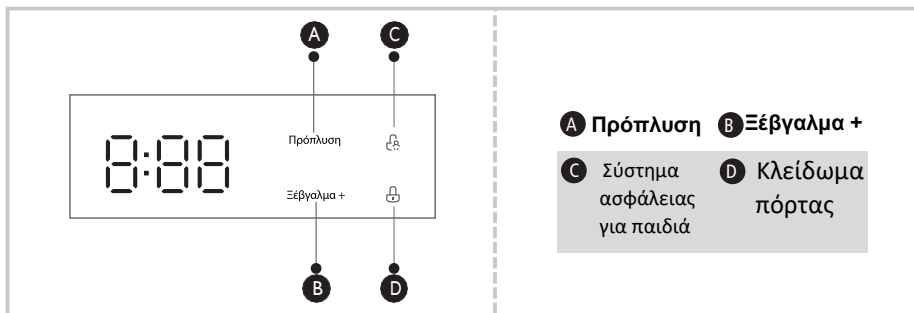 A C
8:88 Πρόπλυση
Ξέβγαλμα +
B D
A Πρόπλυση B Ξέβγαλμα +
C Σύστημα
ασφάλειας
για παιδιά
D Κλείδωμα
πόρτας